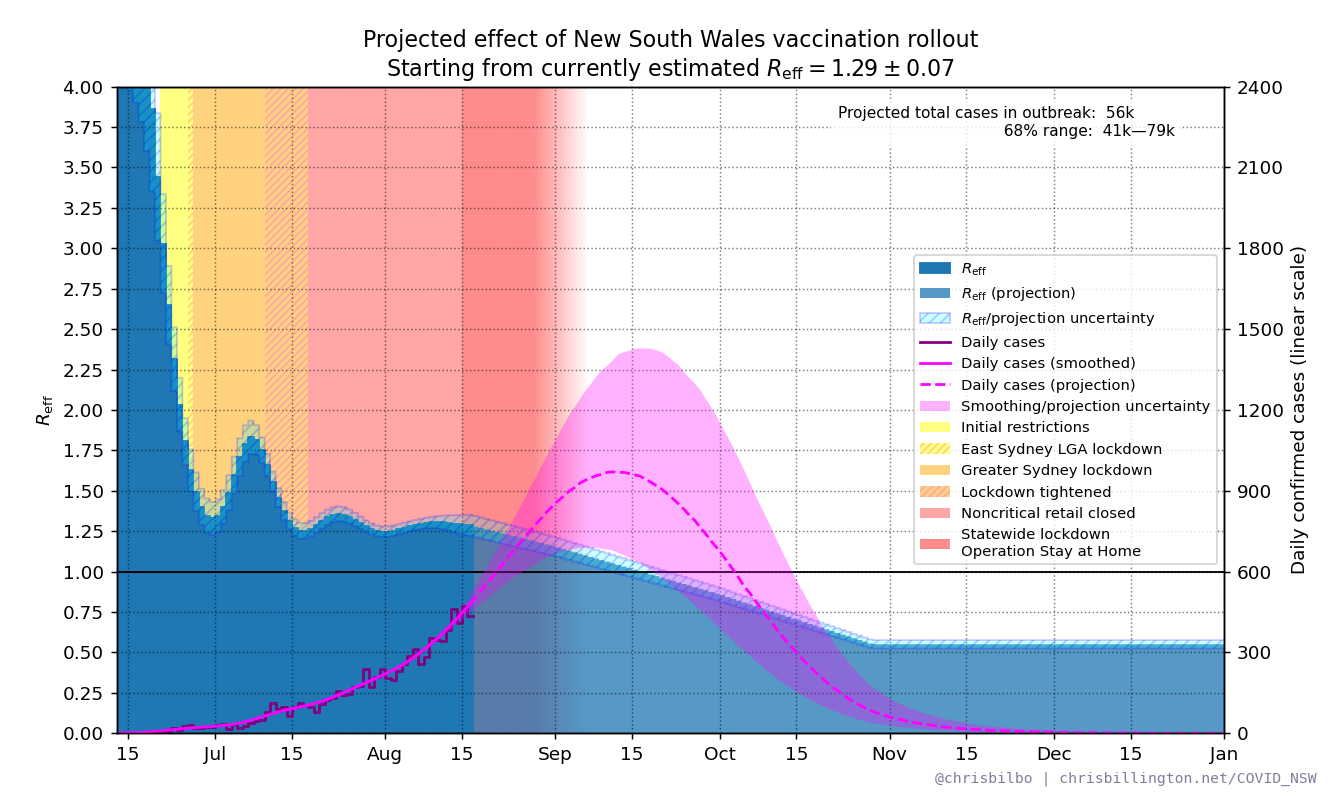 Projected effect of New South Wales vaccination rollout
Starting from currently estimated R_eff = 1.29 ± 0.07
Projected total cases in outbreak: 56k
68% range: 41k—79k
4.00
3.75
3.50
3.25
3.00
2.75
2.50
2.25
2.00
1.75
1.50
1.25
1.00
0.75
0.50
0.25
0.00
R_eff
2400
2100
1800
1500
1200
900
600
300
0
Daily confirmed cases (linear scale)
R_eff
R_eff (projection)
R_eff/projection uncertainty
Daily cases
Daily cases (smoothed)
Daily cases (projection)
Smoothing/projection uncertainty
Initial restrictions
East Sydney LGA lockdown
Greater Sydney lockdown
Lockdown tightened
Noncritical retail closed
Statewide lockdown
Operation Stay at Home
15 Jul 15 Aug 15 Sep 15 Oct 15 Nov 15 Dec 15 Jan
@chrisbilbo | chrisbillington.net/COVID_NSW